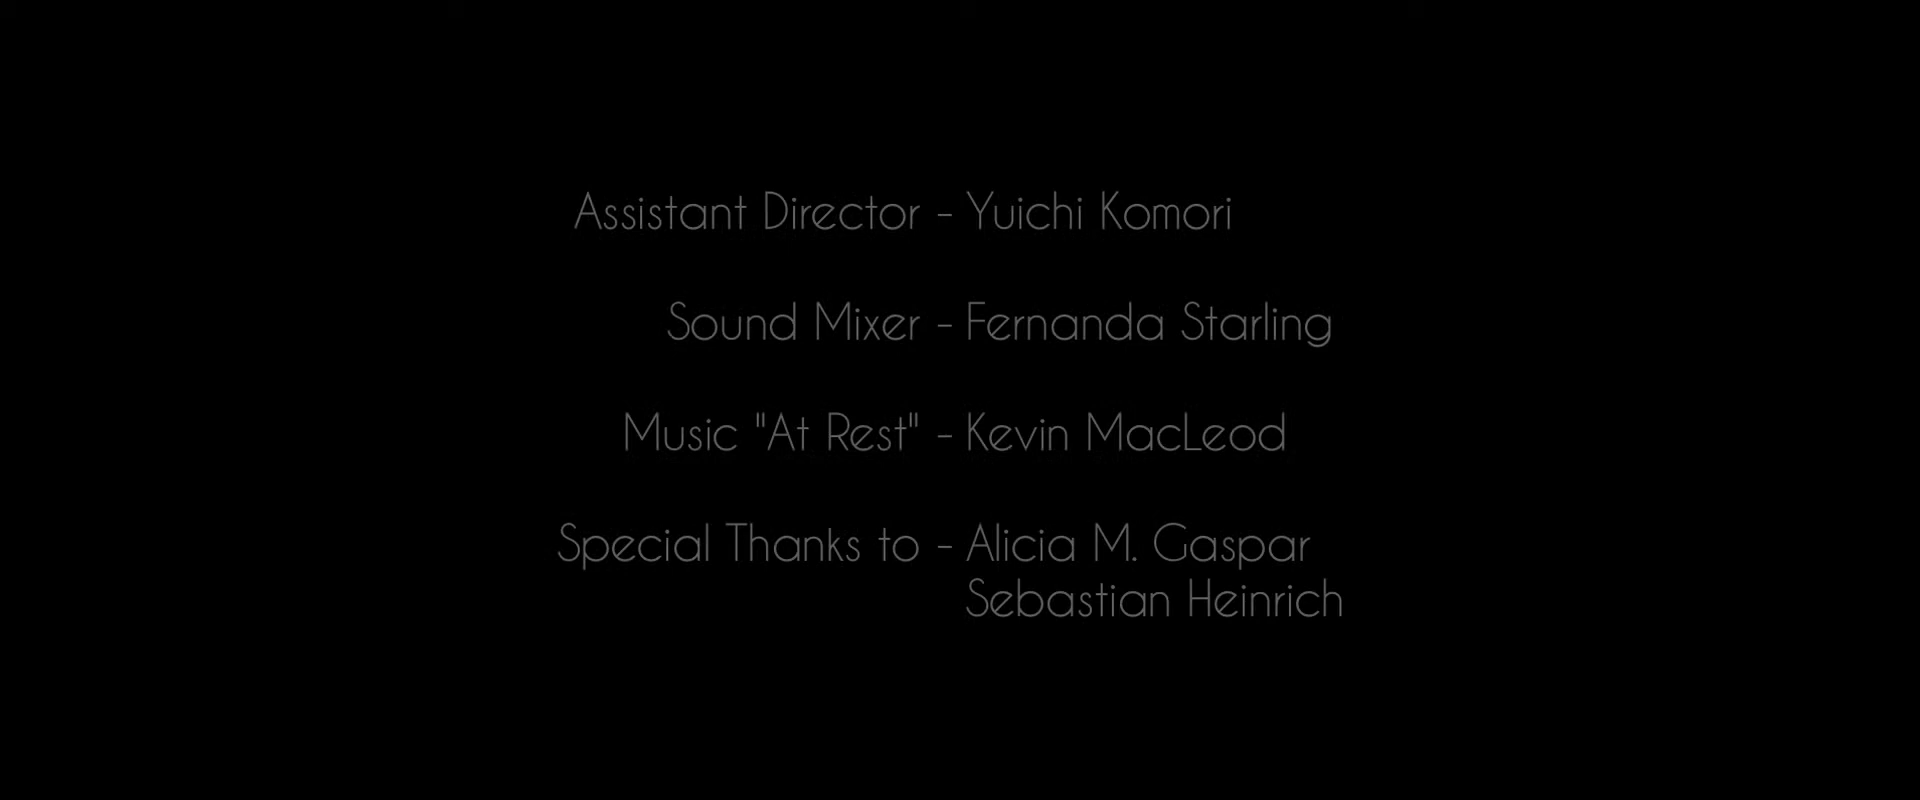 Assistant Director - Yuichi Komori
Sound Mixer - Fernanda Starling
Music "At Rest" - Kevin MacLeod
Special Thanks to - Alicia M. Gaspar
Sebastian Heinrich